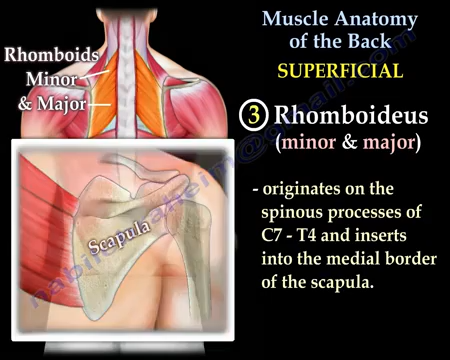 Muscle Anatomy
of the Back
SUPERFICIAL
Rhomboids
Minor
& Major
3 Rhomboideus
(minor & major)
Scapula
- originates on the
spinous processes of
C7 - T4 and inserts
into the medial border
of the scapula.